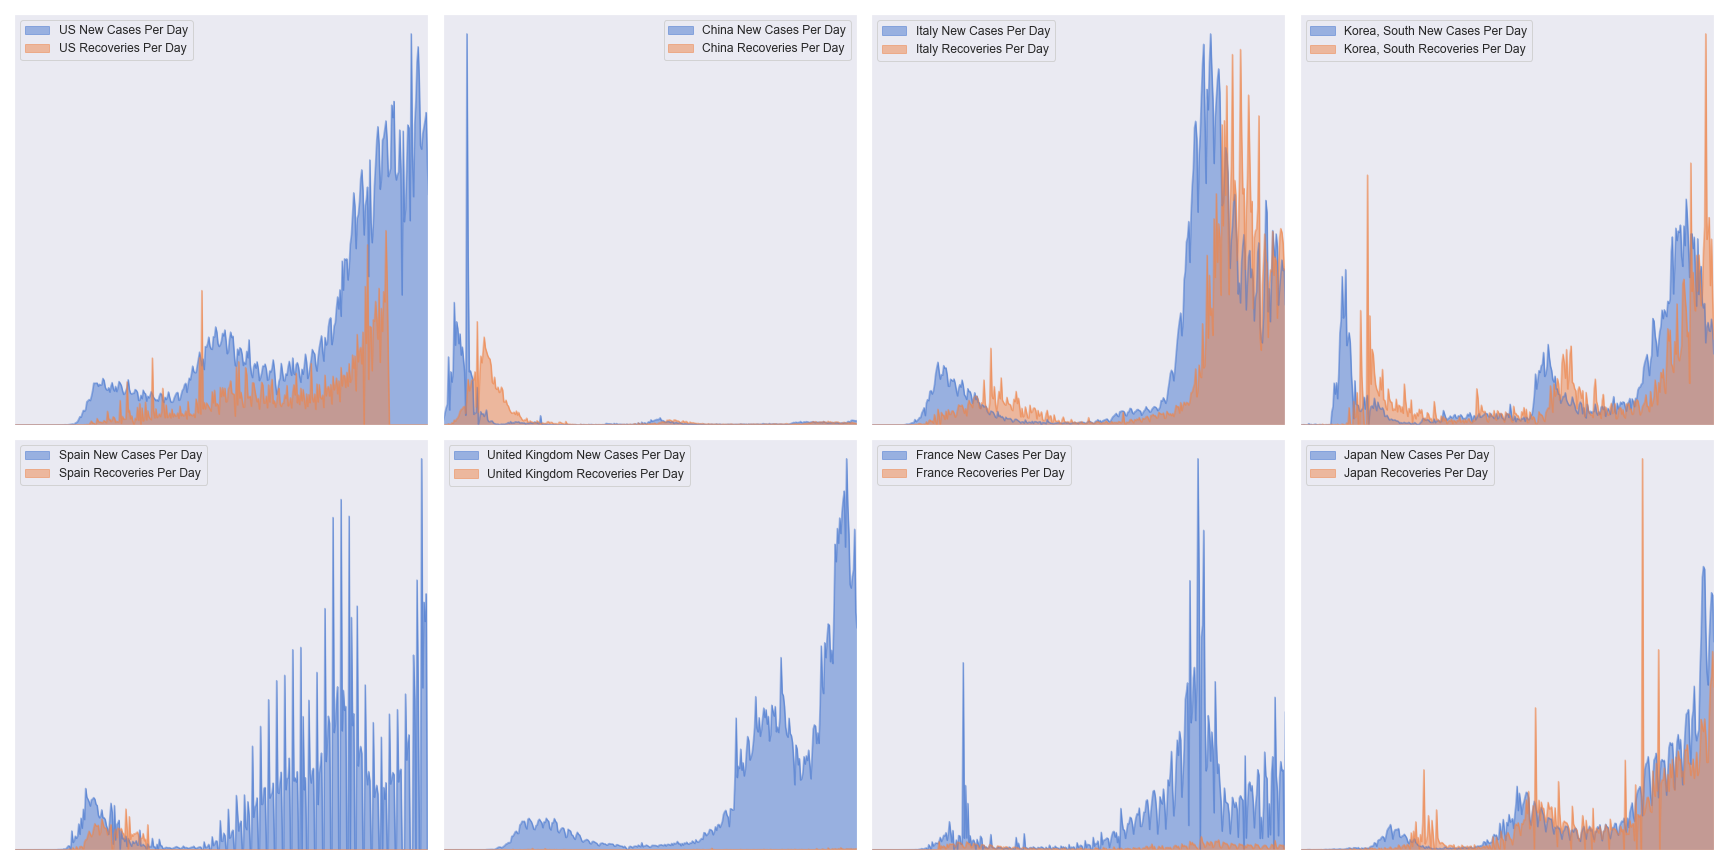 US New Cases Per Day
US Recoveries Per Day
China New Cases Per Day
China Recoveries Per Day
Italy New Cases Per Day
Italy Recoveries Per Day
Korea, South New Cases Per Day
Korea, South Recoveries Per Day
Spain New Cases Per Day
Spain Recoveries Per Day
United Kingdom New Cases Per Day
United Kingdom Recoveries Per Day
France New Cases Per Day
France Recoveries Per Day
Japan New Cases Per Day
Japan Recoveries Per Day